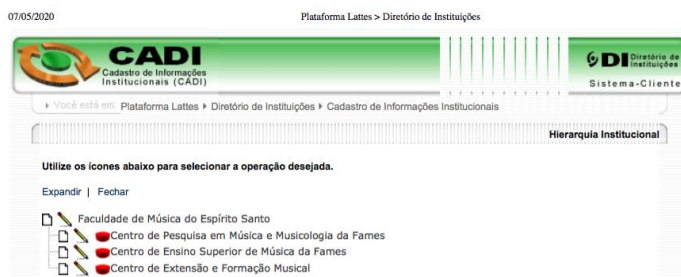 07/05/2020 Plataforma Lattes > Diretório de Instituições
CADI
Cadastro de Informações
Institucionais (CADI)
DI Diretório de
Instituições
Sistema-Cliente
Você está em: Plataforma Lattes Diretório de Instituições Cadastro de Informações Institucionais
Hierarquia Institucional
Utilize os ícones abaixo para selecionar a operação desejada.
Expandir | Fechar
Faculdade de Música do Espírito Santo
Centro de Pesquisa em Música e Musicologia da Fames
Centro de Ensino Superior de Música da Fames
Centro de Extensão e Formação Musical